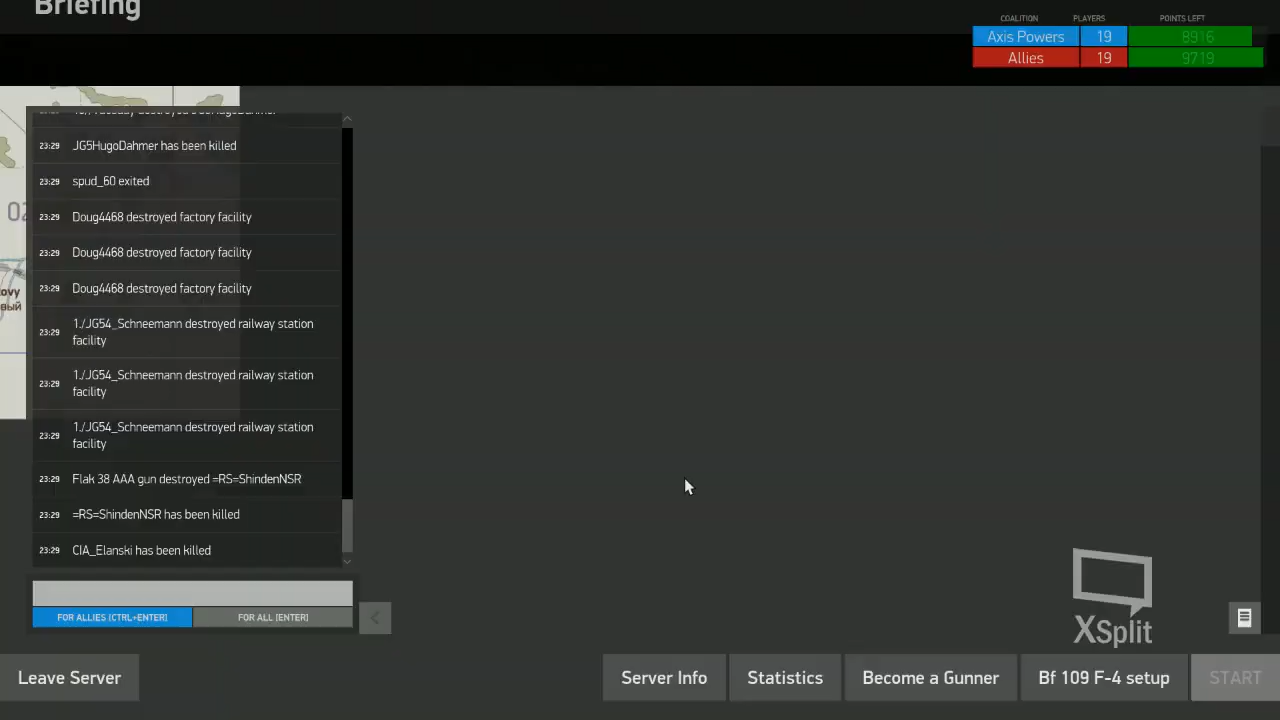 Briefing
COALITION PLAYERS POINTS LEFT
Axis Powers 19 8916
Allies 19 9719
23:29 JG5HugoDahmer has been killed
23:29 spud_60 exited
23:29 Doug4468 destroyed factory facility
23:29 Doug4468 destroyed factory facility
23:29 Doug4468 destroyed factory facility
23:29 1./JG54_Schneemann destroyed railway station
facility
23:29 1./JG54_Schneemann destroyed railway station
facility
23:29 1./JG54_Schneemann destroyed railway station
facility
23:29 Flak 38 AAA gun destroyed =RS=ShindenNSR
23:29 =RS=ShindenNSR has been killed
23:29 CIA_Elanski has been killed
FOR ALLIES (CTRL+ENTER) FOR ALL (ENTER)
XSplit
Leave Server Server Info Statistics Become a Gunner Bf 109 F-4 setup START